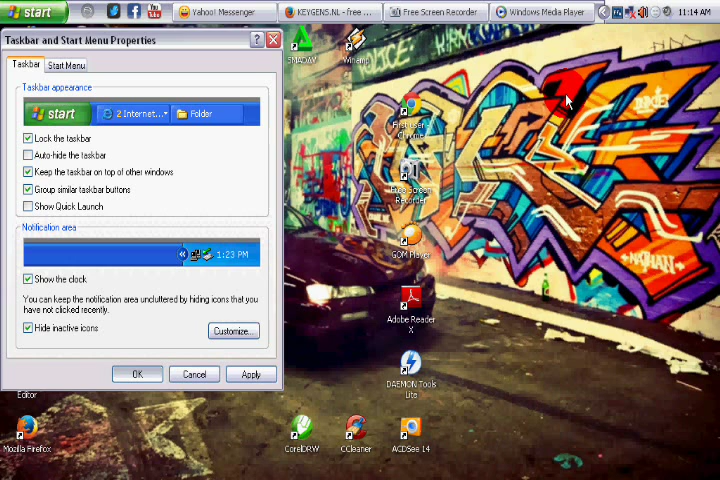 start
Yahoo! Messenger
KEYGENS.NL - free ...
Free Screen Recorder
Windows Media Player
11:14 AM
Taskbar and Start Menu Properties
Taskbar
Start Menu
Taskbar appearance
start
2 Internet...
Folder
Lock the taskbar
Auto-hide the taskbar
Keep the taskbar on top of other windows
Group similar taskbar buttons
Show Quick Launch
Notification area
1:23 PM
Show the clock
You can keep the notification area uncluttered by hiding icons that you
have not clicked recently.
Hide inactive icons
Customize...
OK
Cancel
Apply
Editor
Mozilla Firefox
SMADAV
Winamp
First user -
Chrome
Free Screen
Recorder
GOM Player
Adobe Reader
X
DAEMON Tools
Lite
CorelDRW
CCleaner
ACDSee 14
NATHAN